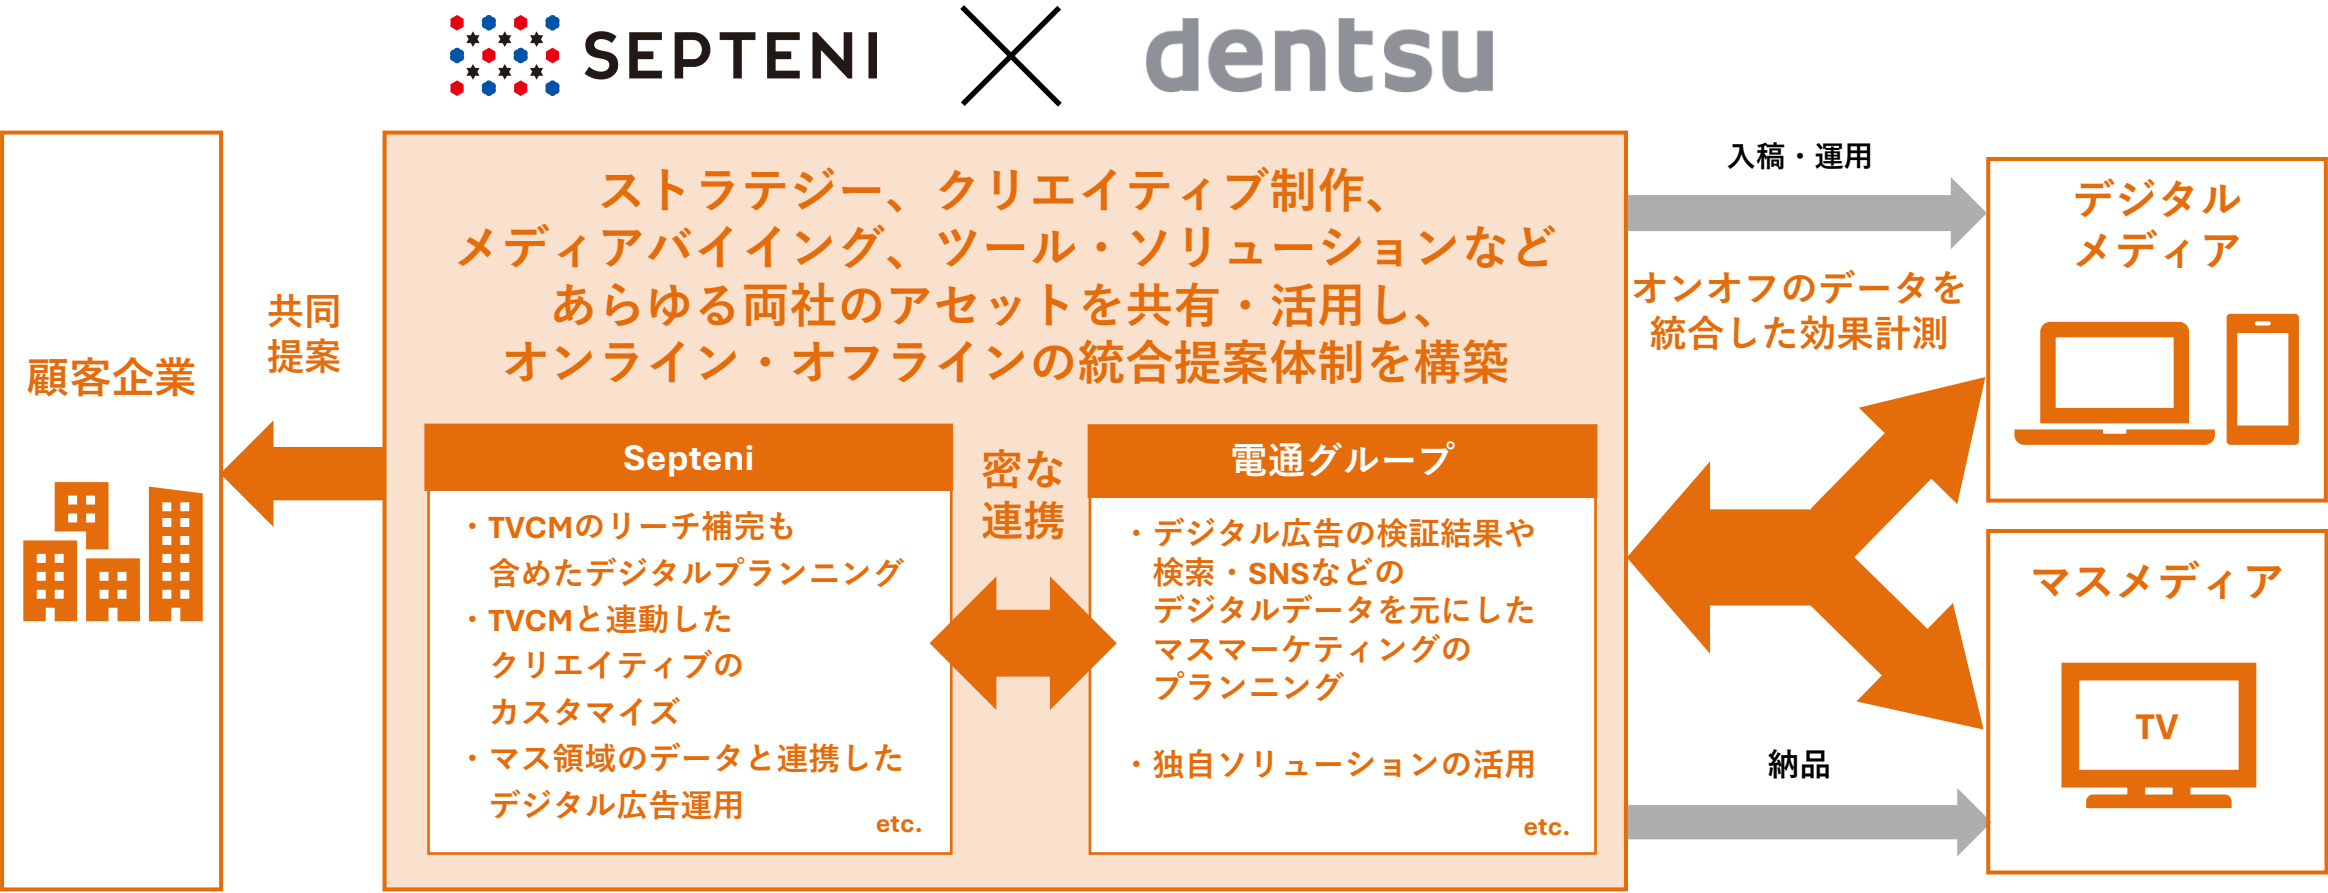 SEPTENI
dentsu
顧客企業
共同
提案
ストラテジー、クリエイティブ制作、
メディアバイイング、ツール・ソリューションなど
あらゆる両社のアセットを共有・活用し、
オンライン・オフラインの統合提案体制を構築
Septeni
・TVCMのリーチ補完も
含めたデジタルプランニング
・TVCMと連動した
クリエイティブの
カスタマイズ
・マス領域のデータと連携した
デジタル広告運用
etc.
密な
連携
電通グループ
・デジタル広告の検証結果や
検索・SNSなどの
デジタルデータを元にした
マスマーケティングの
プランニング
・独自ソリューションの活用
etc.
入稿・運用
オンオフのデータを
統合した効果計測
納品
デジタル
メディア
マスメディア
TV